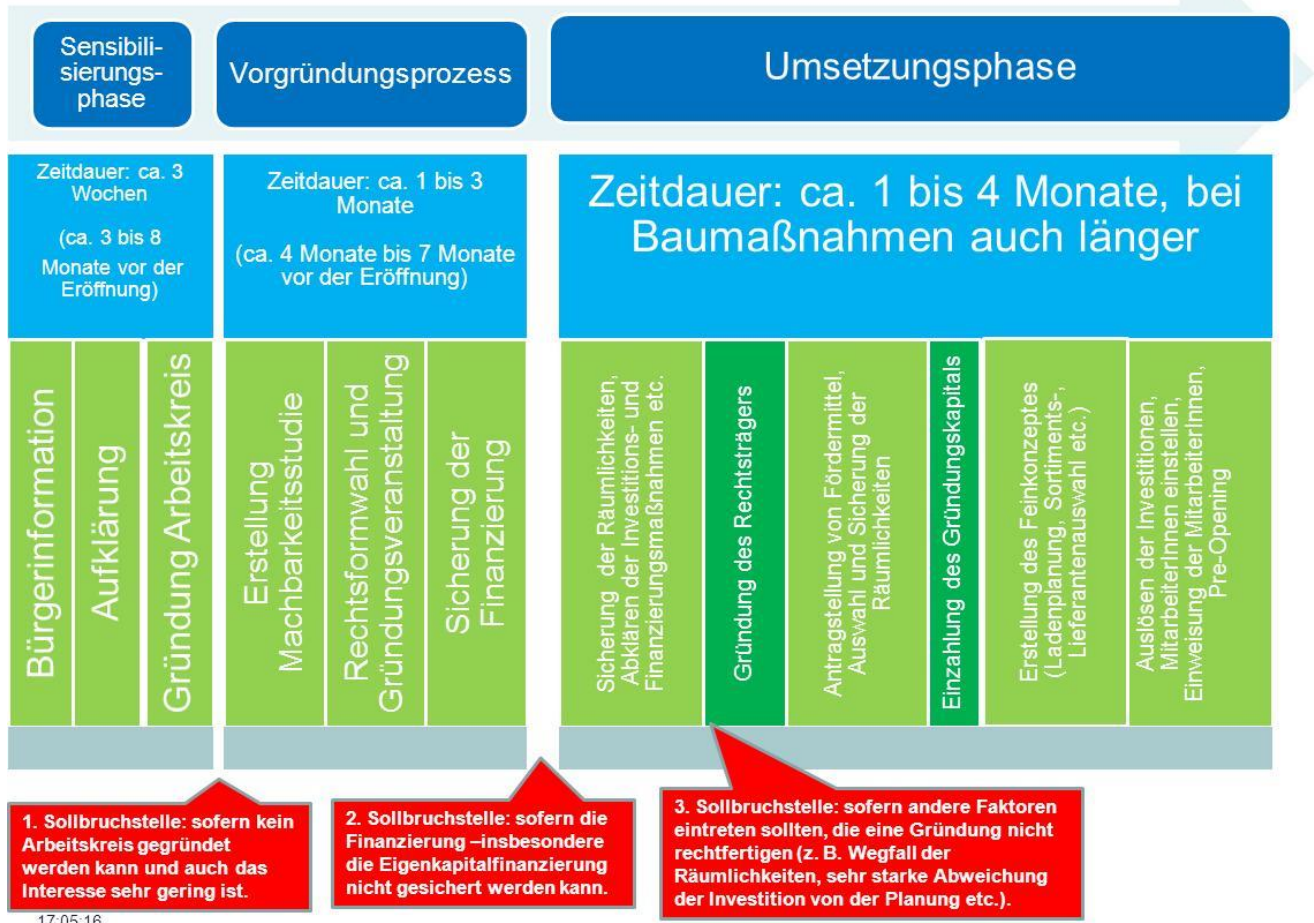 Sensibili-
sierungs-
phase
Vorgründungsprozess
Umsetzungsphase
Zeitdauer: ca. 3
Wochen
(ca. 3 bis 8
Monate vor der
Eröffnung)
Zeitdauer: ca. 1 bis 3
Monate
(ca. 4 Monate bis 7 Monate
vor der Eröffnung)
Zeitdauer: ca. 1 bis 4 Monate, bei
Baumaßnahmen auch länger
Bürgerinformation
Aufklärung
Gründung Arbeitskreis
Erstellung
Machbarkeitsstudie
Rechtsformwahl und
Gründungsveranstaltung
Sicherung der
Finanzierung
Sicherung der Räumlichkeiten,
Abklären der Investitions- und
Finanzierungsmaßnahmen etc.
Gründung des Rechtsträgers
Antragstellung von Fördermittel,
Auswahl und Sicherung der
Räumlichkeiten
Einzahlung des Gründungskapitals
Erstellung des Feinkonzeptes
(Ladenplanung, Sortiments-,
Lieferantenauswahl etc.)
Auslösen der Investitionen,
MitarbeiterInnen einstellen,
Einweisung der MitarbeiterInnen,
Pre-Opening
1. Sollbruchstelle: sofern kein
Arbeitskreis gegründet
werden kann und auch das
Interesse sehr gering ist.
2. Sollbruchstelle: sofern die
Finanzierung –insbesondere
die Eigenkapitalfinanzierung
nicht gesichert werden kann.
3. Sollbruchstelle: sofern andere Faktoren
eintreten sollten, die eine Gründung nicht
rechtfertigen (z. B. Wegfall der
Räumlichkeiten, sehr starke Abweichung
der Investition von der Planung etc.).
17:05:16